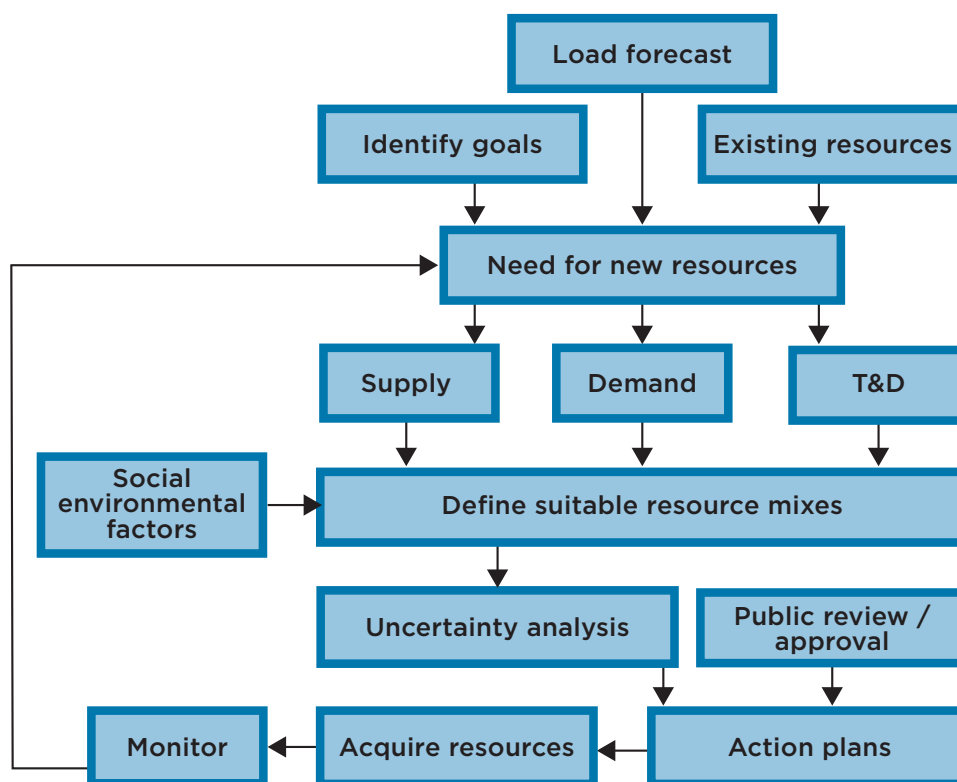 Load forecast
Identify goals
Existing resources
Need for new resources
Supply
Demand
T&D
Social
environmental
factors
Define suitable resource mixes
Uncertainty analysis
Public review /
approval
Monitor
Acquire resources
Action plans